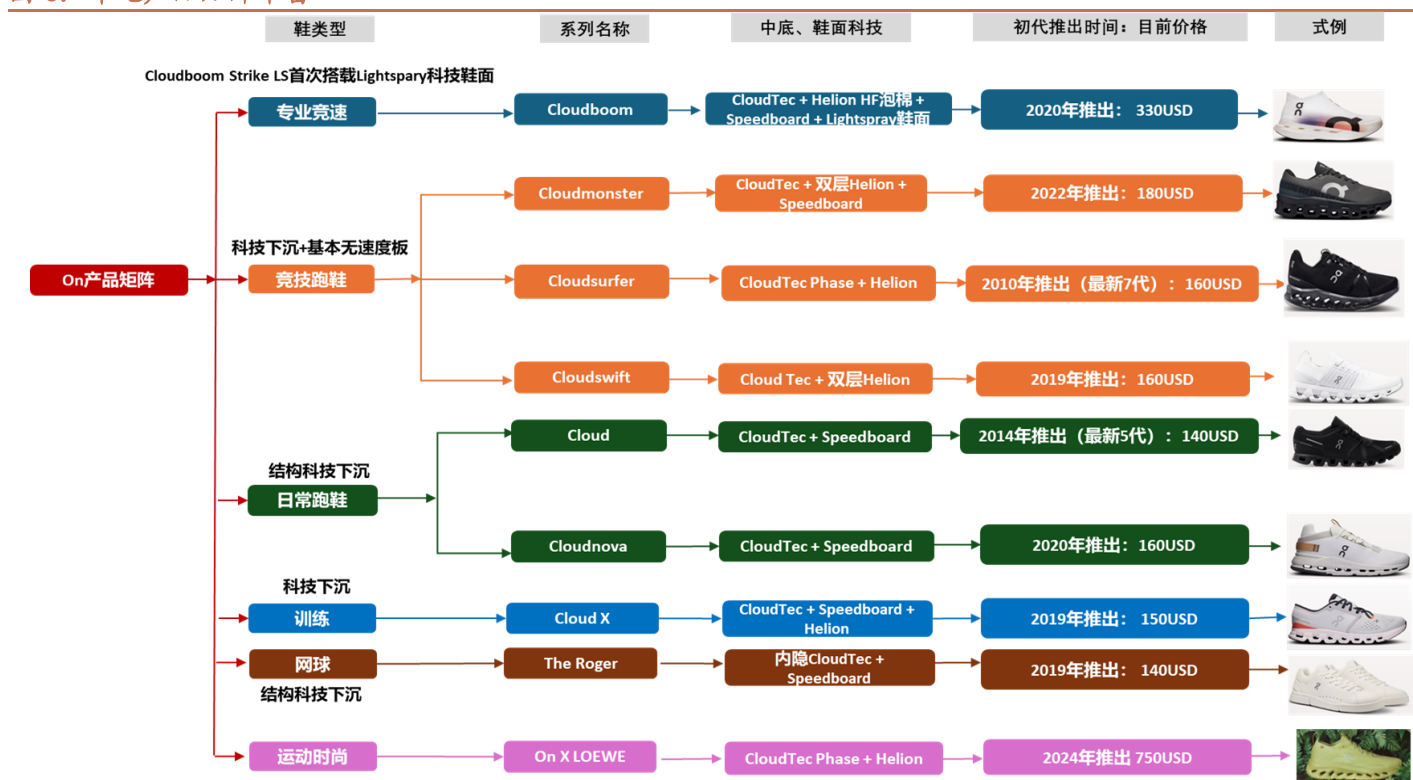 鞋类型
系列名称
中底、鞋面科技
初代推出时间：目前价格
式例
Cloudboom Strike LS首次搭载Lightspary科技鞋面
专业竞速
Cloudboom
CloudTec + Helion HF泡棉 +
Speedboard + Lightspray鞋面
2020年推出： 330USD
Cloudmonster
CloudTec + 双层Helion +
Speedboard
2022年推出：180USD
科技下沉+基本无速度板
On产品矩阵
竞技跑鞋
Cloudsurfer
CloudTec Phase + Helion
2010年推出（最新7代）：160USD
Cloudswift
Cloud Tec + 双层Helion
2019年推出：160USD
Cloud
CloudTec + Speedboard
2014年推出（最新5代）：140USD
结构科技下沉
日常跑鞋
Cloudnova
CloudTec + Speedboard
2020年推出：160USD
科技下沉
训练
Cloud X
CloudTec + Speedboard +
Helion
2019年推出： 150USD
网球
The Roger
内隐CloudTec +
Speedboard
2019年推出：140USD
结构科技下沉
运动时尚
On X LOEWE
CloudTec Phase + Helion
2024年推出 750USD